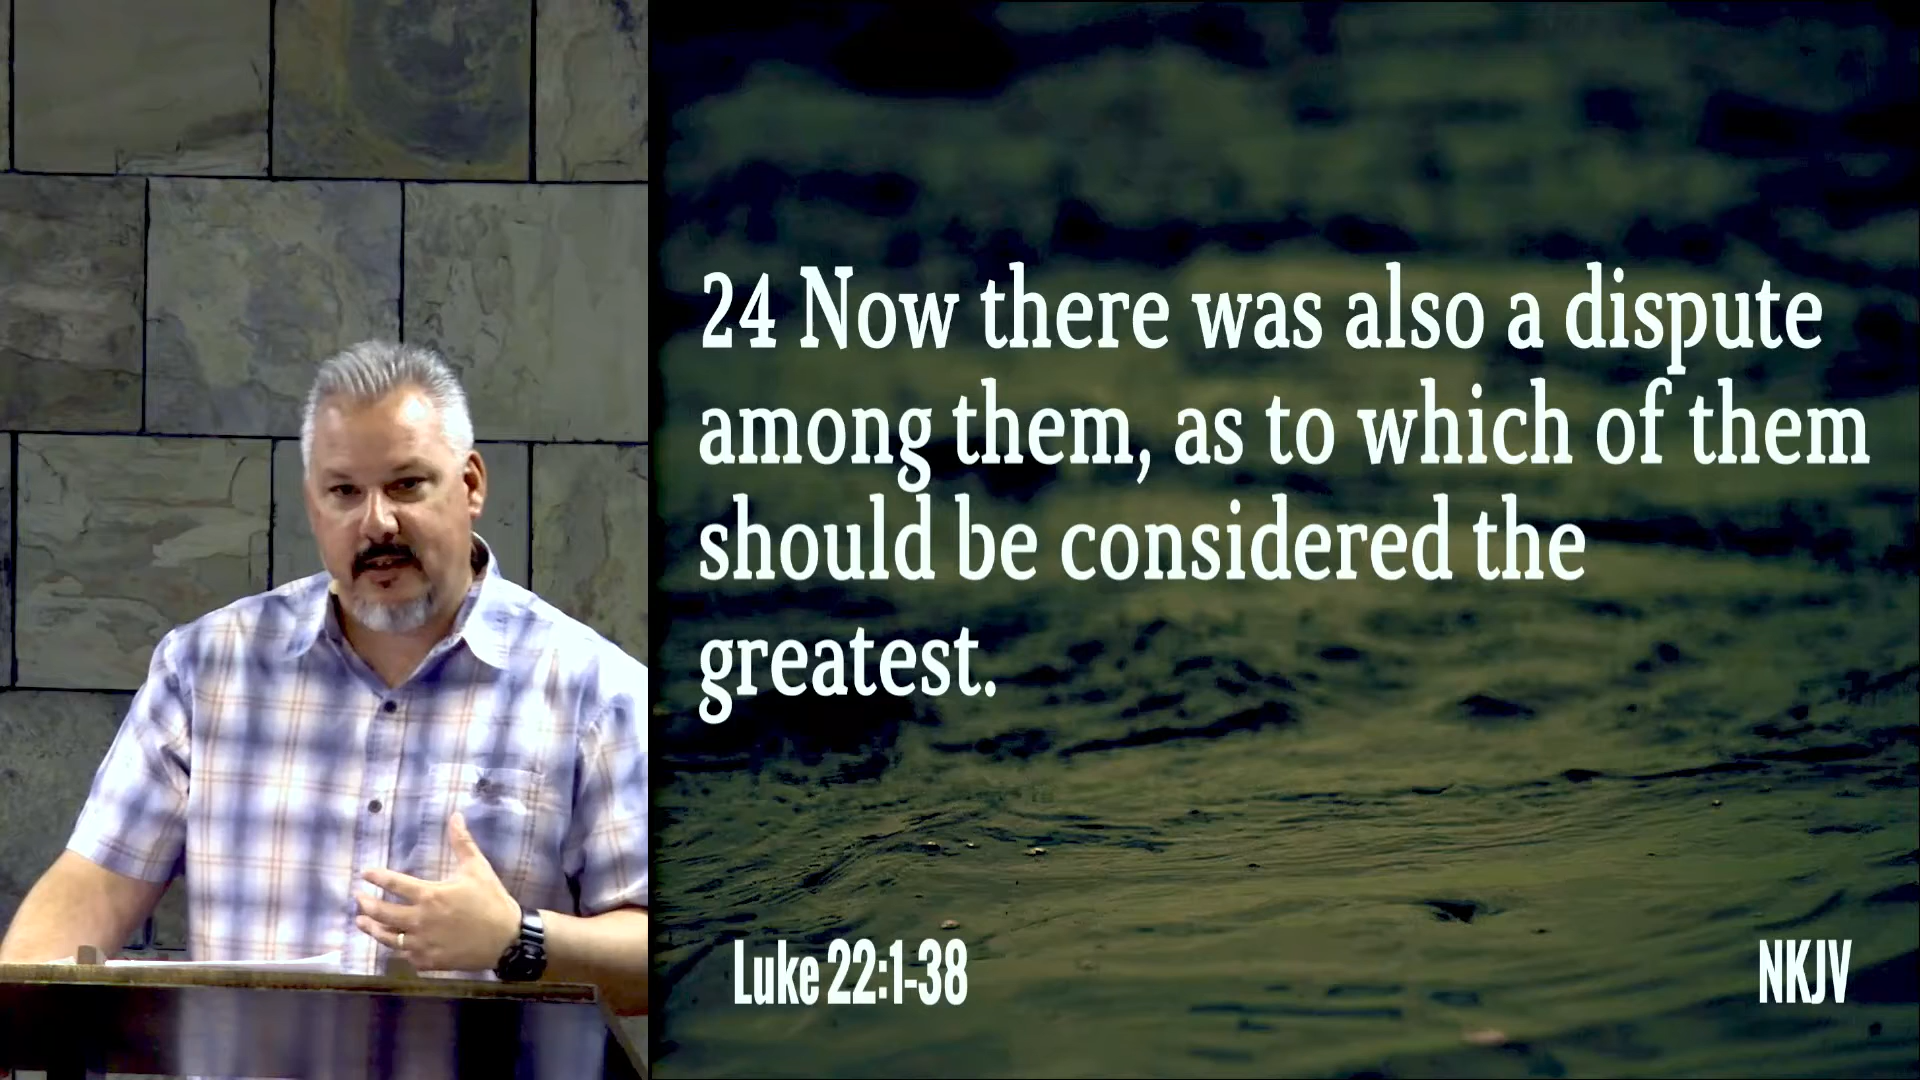 24 Now there was also a dispute
among them, as to which of them
should be considered the
greatest.
Luke 22:1-38
NKJV